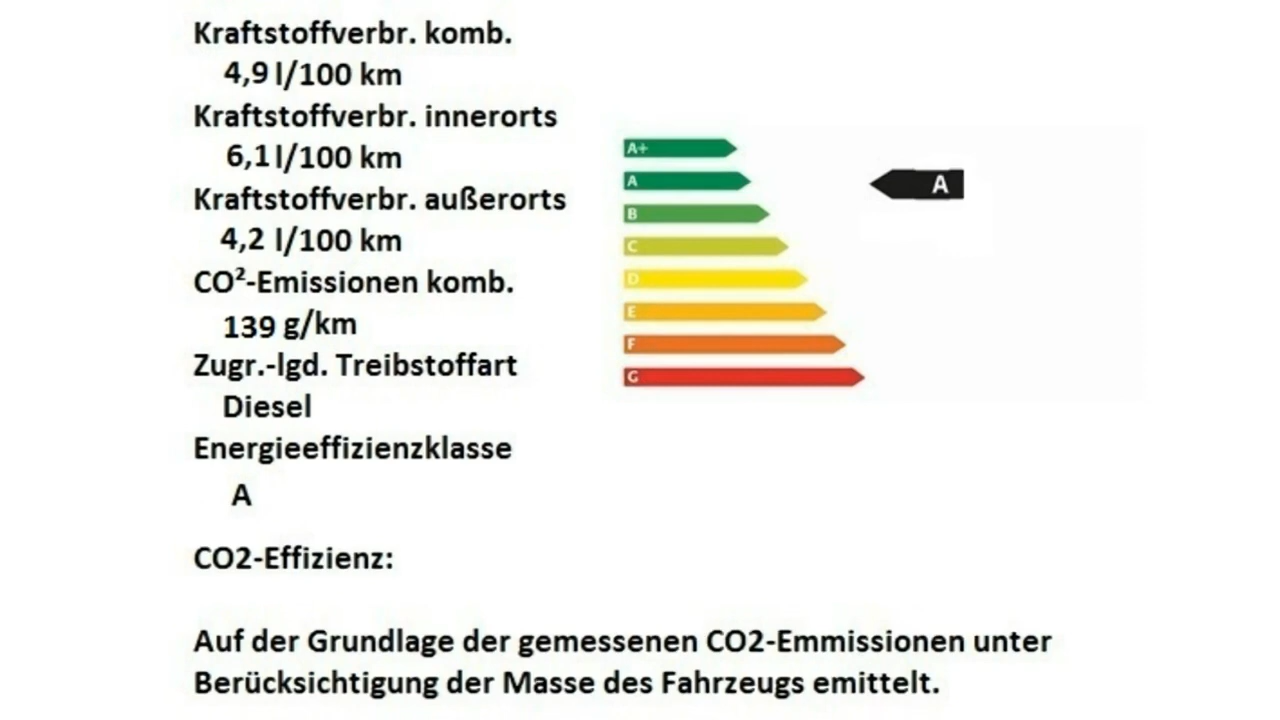 Kraftstoffverbr. komb.
4,9 l/100 km
Kraftstoffverbr. innerorts
6,1 l/100 km
Kraftstoffverbr. außerorts
4,2 l/100 km
CO²-Emissionen komb.
139 g/km
Zugr.-lgd. Treibstoffart
Diesel
Energieeffizienzklasse
A
A+
A
B
C
D
E
F
G
A
CO2-Effizienz:
Auf der Grundlage der gemessenen CO2-Emmissionen unter
Berücksichtigung der Masse des Fahrzeugs emittelt.